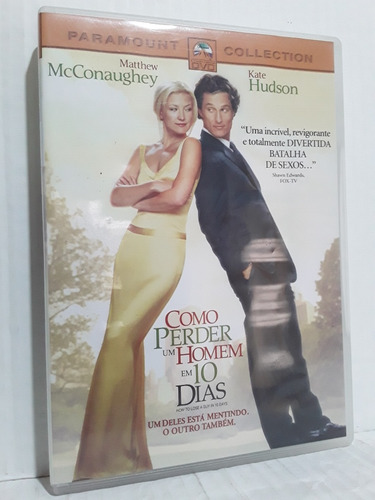 PARAMOUNT COLLECTION
DVD
Matthew
McConaughey
Kate
Hudson
"Uma incrível, revigorante
e totalmente DIVERTIDA
BATALHA
DE SEXOS..."
Shawn Edwards,
FOX-TV
COMO
PERDER
UM HOMEM
EM 10
DIAS
HOW TO LOSE A GUY IN 10 DAYS
UM DELES ESTÁ MENTINDO.
O OUTRO TAMBÉM.